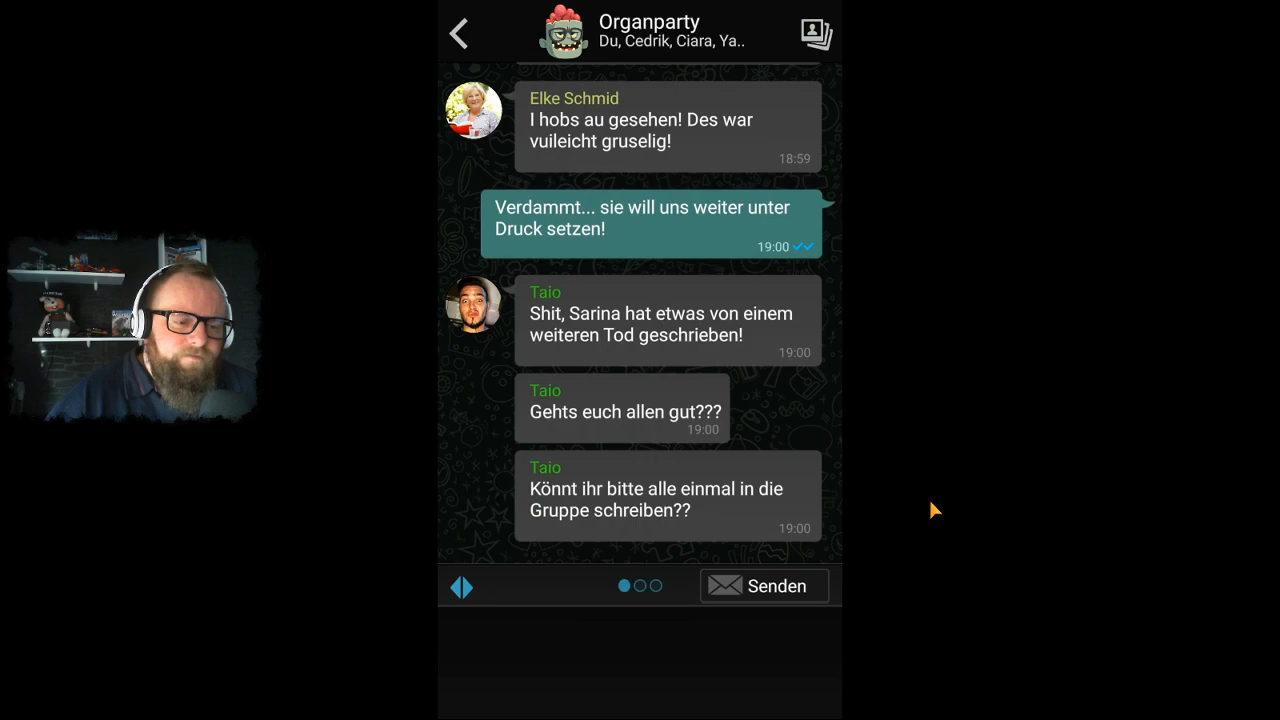 Organparty
Du, Cedrik, Ciara, Ya..
Elke Schmid
I hobs au gesehen! Des war
vuileicht gruselig!
18:59
Verdammt... sie will uns weiter unter
Druck setzen!
19:00
Taio
Shit, Sarina hat etwas von einem
weiteren Tod geschrieben!
19:00
Taio
Gehts euch allen gut???
19:00
Taio
Könnt ihr bitte alle einmal in die
Gruppe schreiben??
19:00
Senden